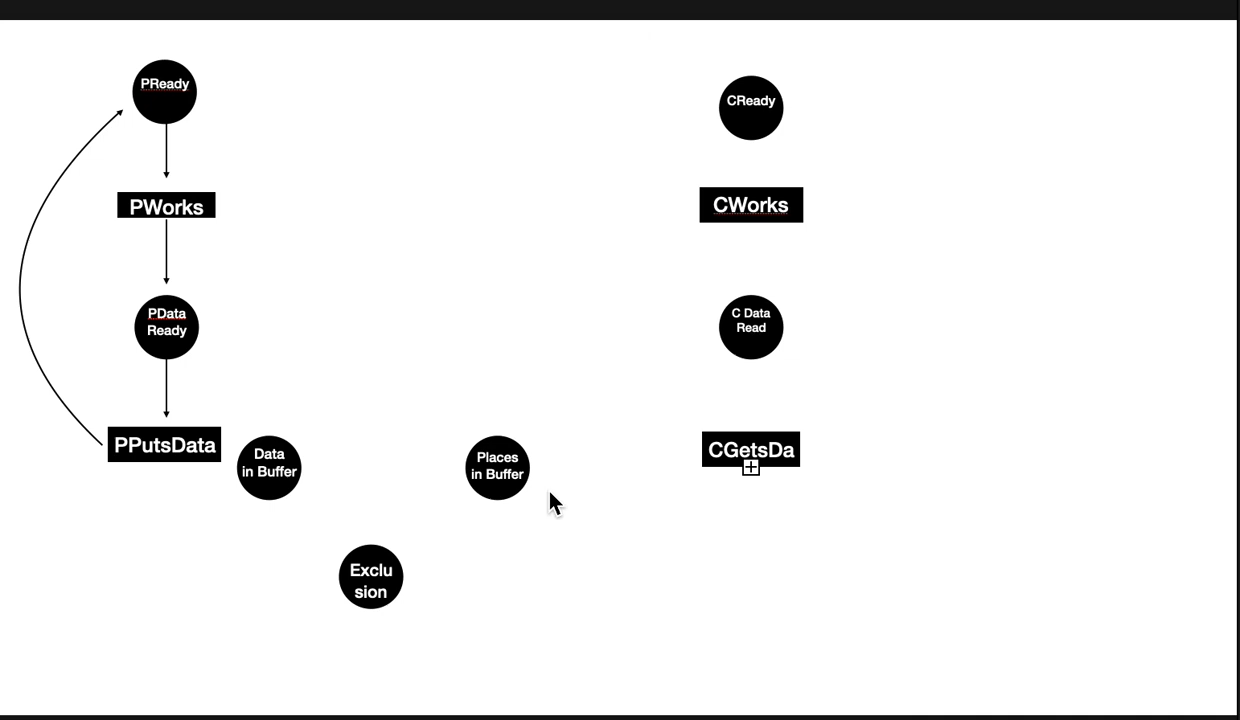 PReady
PWorks
PData
Ready
PPutsData
Data
in Buffer
Places
in Buffer
Exclu
sion
CReady
CWorks
C Data
Read
CGetsDa